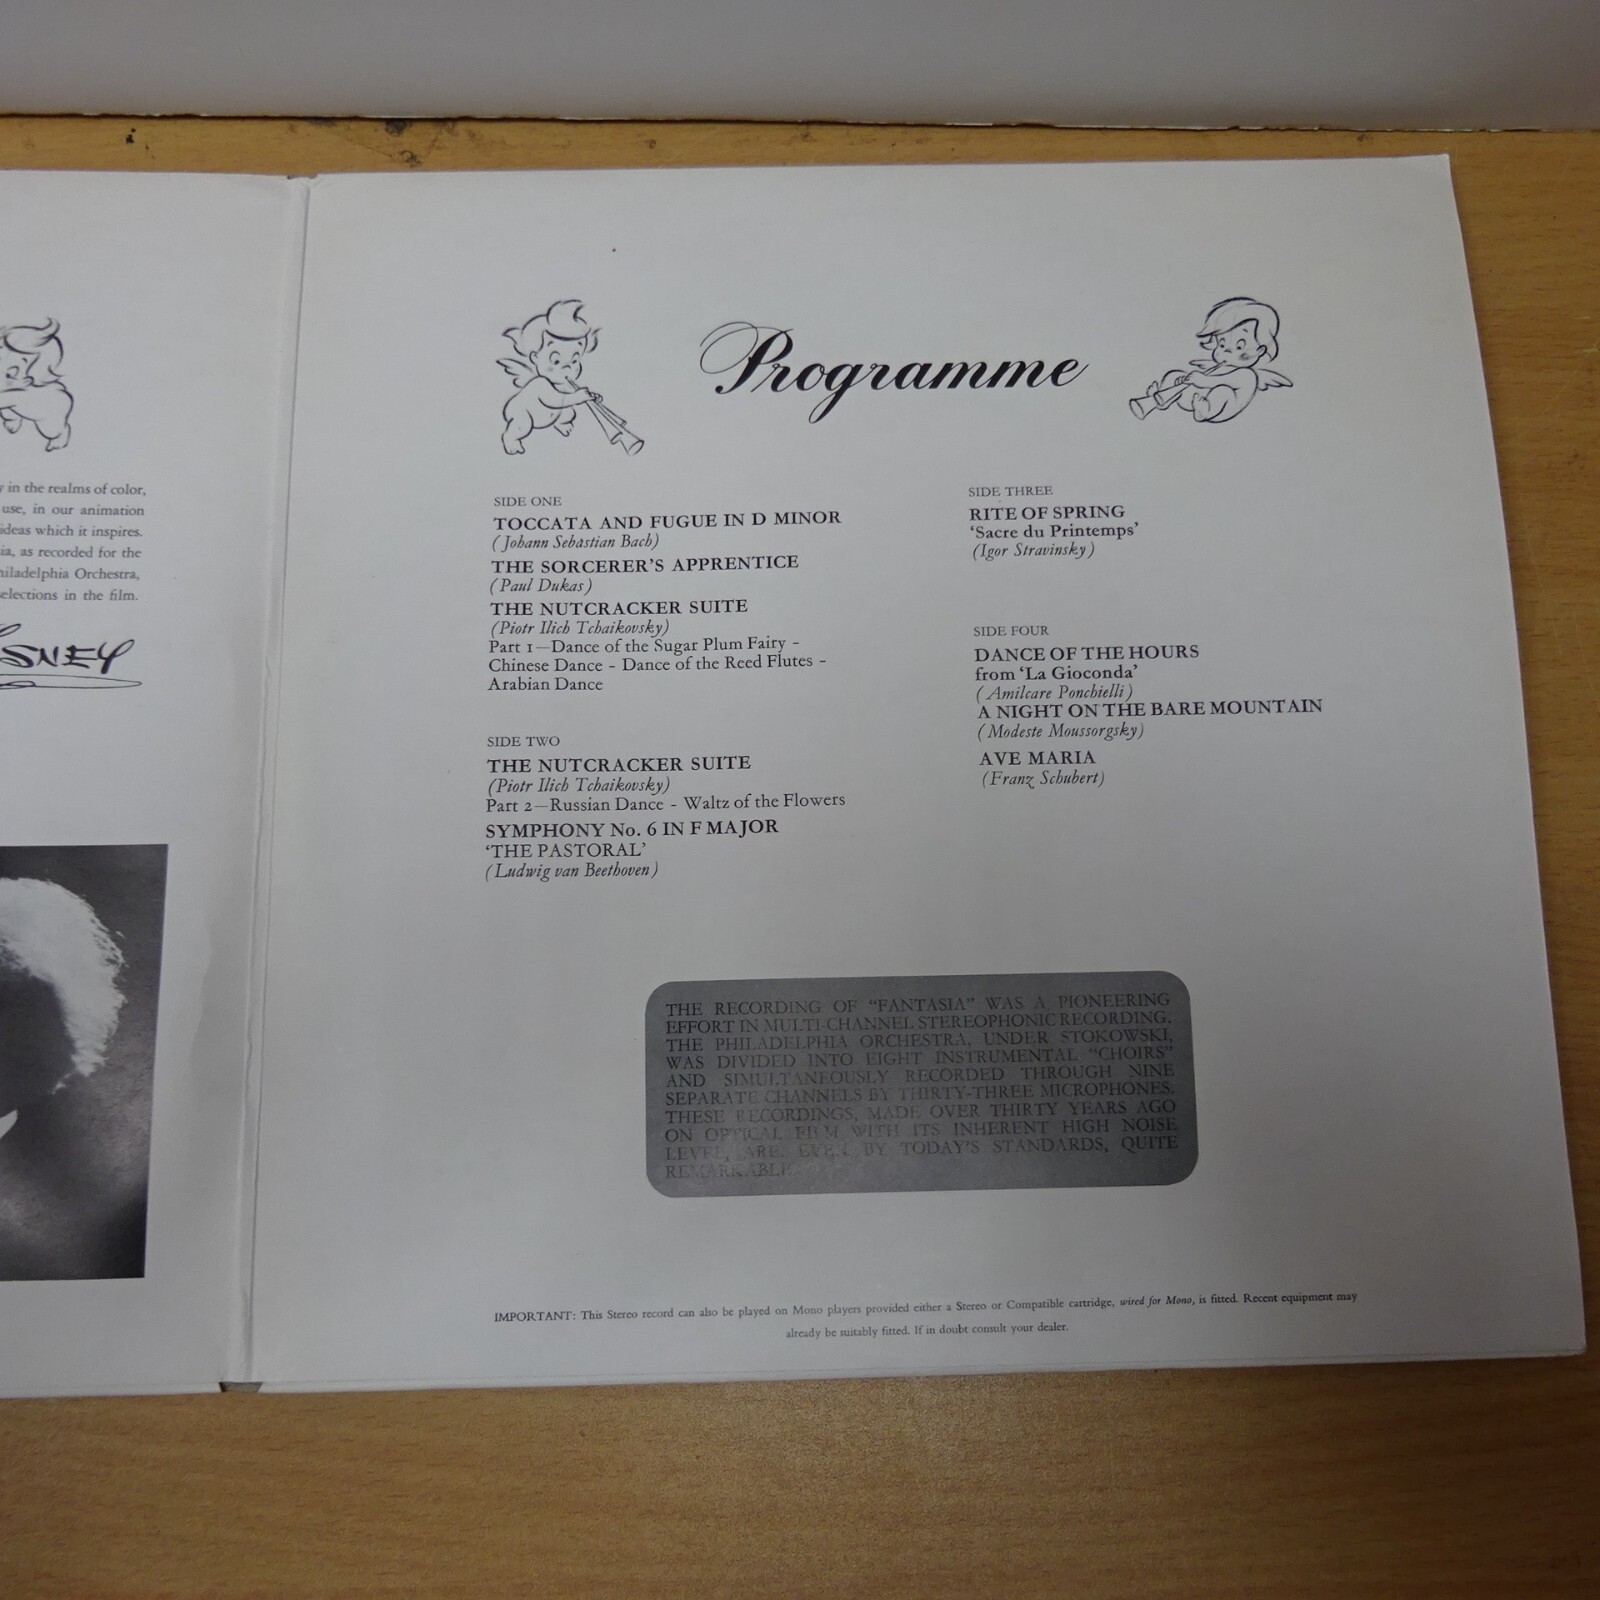 y in the realms of color,
use, in our animation
ideas which it inspires.
ia, as recorded for the
hiladelphia Orchestra,
elections in the film.
ISNEY
Programme
SIDE ONE
TOCCATA AND FUGUE IN D MINOR
(Johann Sebastian Bach)
THE SORCERER'S APPRENTICE
(Paul Dukas)
THE NUTCRACKER SUITE
(Piotr Ilich Tchaikovsky)
Part 1—Dance of the Sugar Plum Fairy -
Chinese Dance - Dance of the Reed Flutes -
Arabian Dance
SIDE TWO
THE NUTCRACKER SUITE
(Piotr Ilich Tchaikovsky)
Part 2—Russian Dance - Waltz of the Flowers
SYMPHONY No. 6 IN F MAJOR
‘THE PASTORAL’
(Ludwig van Beethoven)
SIDE THREE
RITE OF SPRING
‘Sacre du Printemps’
(Igor Stravinsky)
SIDE FOUR
DANCE OF THE HOURS
from ‘La Gioconda’
(Amilcare Ponchielli)
A NIGHT ON THE BARE MOUNTAIN
(Modeste Moussorgsky)
AVE MARIA
(Franz Schubert)
THE RECORDING OF “FANTASIA” WAS A PIONEERING
EFFORT IN MULTI-CHANNEL STEREOPHONIC RECORDING.
THE PHILADELPHIA ORCHESTRA, UNDER STOKOWSKI,
WAS DIVIDED INTO EIGHT INSTRUMENTAL “CHOIRS”
AND SIMULTANEOUSLY RECORDED THROUGH NINE
SEPARATE CHANNELS BY THIRTY-THREE MICROPHONES.
THESE RECORDINGS, MADE OVER THIRTY YEARS AGO
ON OPTICAL FILM WITH ITS INHERENT HIGH NOISE
LEVEL, ARE, EVEN BY TODAY'S STANDARDS, QUITE
REMARKABLE.
IMPORTANT: This Stereo record can also be played on Mono players provided either a Stereo or Compatible cartridge, wired for Mono, is fitted. Recent equipment may
already be suitably fitted. If in doubt consult your dealer.